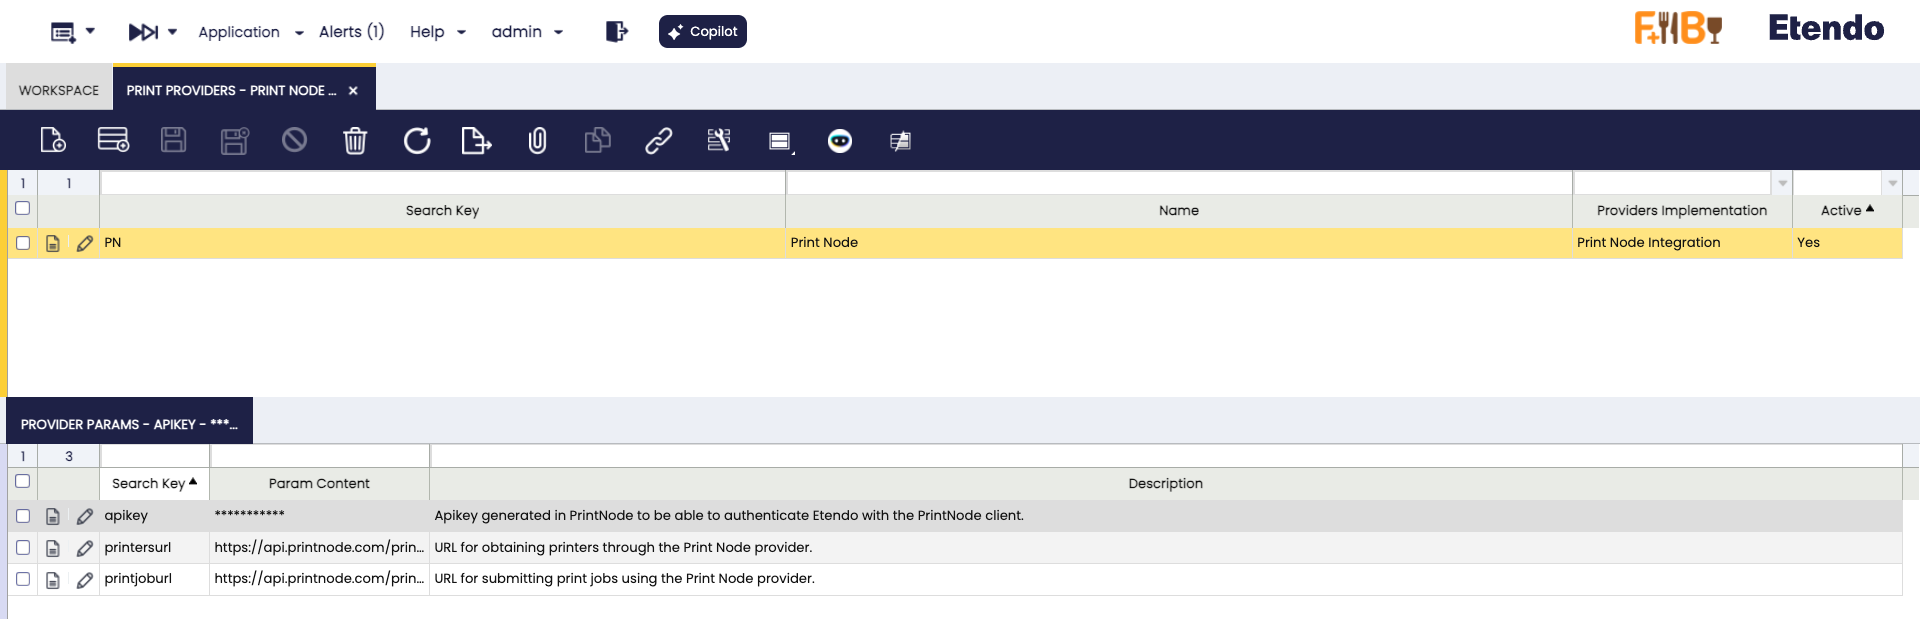 Application Alerts (1) Help admin Copilot F+B Etendo
WORKSPACE PRINT PROVIDERS - PRINT NODE ...
1 1
Search Key Name Providers Implementation Active
PN Print Node Print Node Integration Yes
PROVIDER PARAMS - APIKEY - ***...
1 3
Search Key Param Content Description
apikey *********** Apikey generated in PrintNode to be able to authenticate Etendo with the PrintNode client.
printersurl https://api.printnode.com/prin... URL for obtaining printers through the Print Node provider.
printjoburl https://api.printnode.com/prin... URL for submitting print jobs using the Print Node provider.